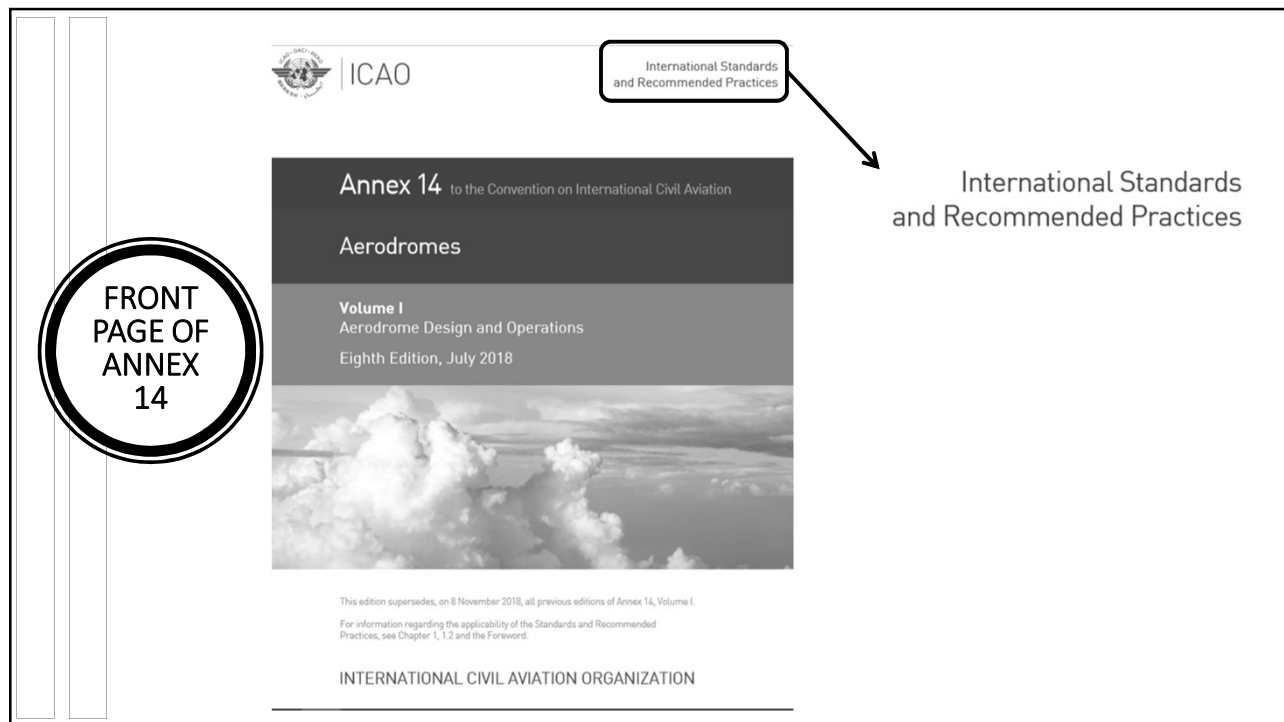 FRONT
PAGE OF
ANNEX
14
ICAO
International Standards
and Recommended Practices
Annex 14 to the Convention on International Civil Aviation
Aerodromes
Volume I
Aerodrome Design and Operations
Eighth Edition, July 2018
This edition supersedes, on 8 November 2018, all previous editions of Annex 14, Volume I.
For information regarding the applicability of the Standards and Recommended
Practices, see Chapter 1, 1.2 and the Foreword.
INTERNATIONAL CIVIL AVIATION ORGANIZATION
International Standards
and Recommended Practices